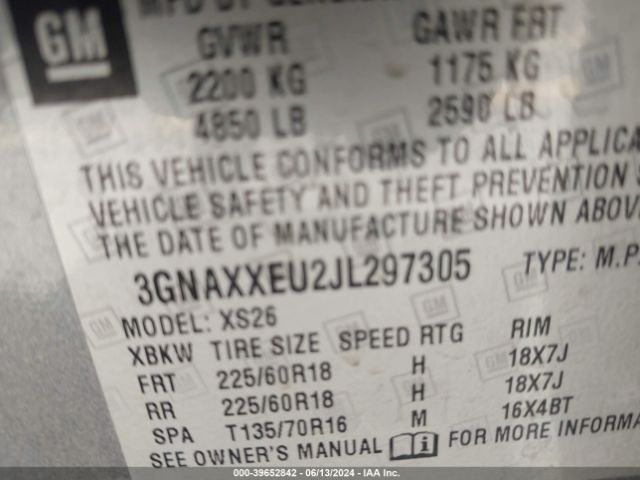 GM
GVWR GAWR FRT
2200 KG 1175 KG
4850 LB 2590 LB
THIS VEHICLE CONFORMS TO ALL APPLICA
VEHICLE SAFETY AND THEFT PREVENTION S
THE DATE OF MANUFACTURE SHOWN ABOV
3GNAXXEU2JL297305 TYPE: M.P.
MODEL: XS26
XBKW TIRE SIZE SPEED RTG RIM
FRT 225/60R18 H 18X7J
RR 225/60R18 H 18X7J
SPA T135/70R16 M 16X4BT
SEE OWNER'S MANUAL i FOR MORE INFORMA
000-39652842 - 06/13/2024 - IAA Inc.